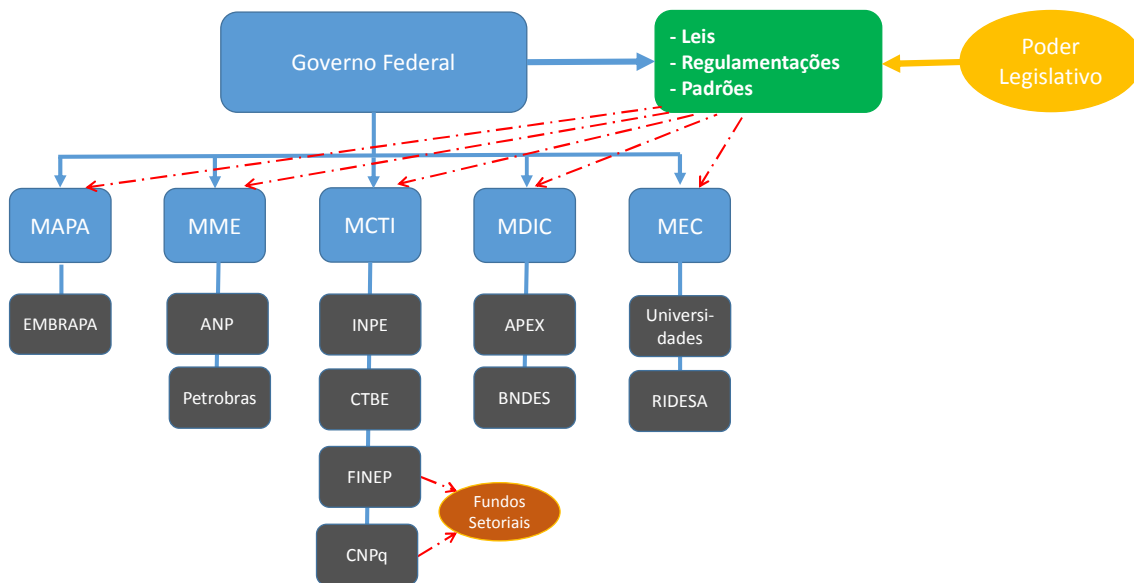 Governo Federal
- Leis
- Regulamentações
- Padrões
Poder
Legislativo
MAPA
MME
MCTI
MDIC
MEC
EMBRAPA
ANP
INPE
APEX
Universi-
dades
Petrobras
CTBE
BNDES
RIDESA
FINEP
Fundos
Setoriais
CNPq